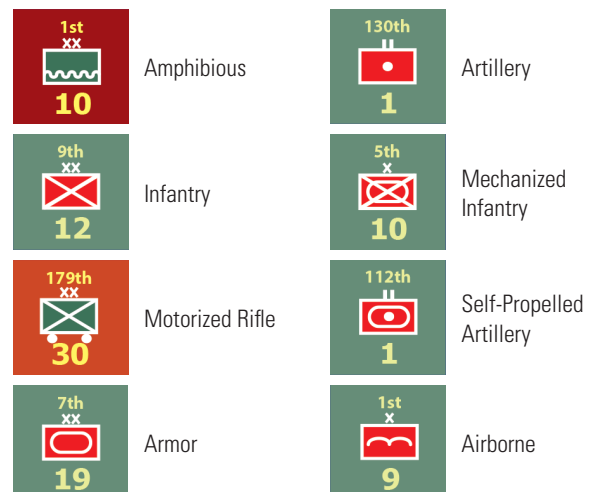 1st
XX
10
Amphibious
130th
II
1
Artillery
9th
XX
12
Infantry
5th
X
10
Mechanized
Infantry
179th
XX
30
Motorized Rifle
112th
II
1
Self-Propelled
Artillery
7th
XX
19
Armor
1st
X
9
Airborne